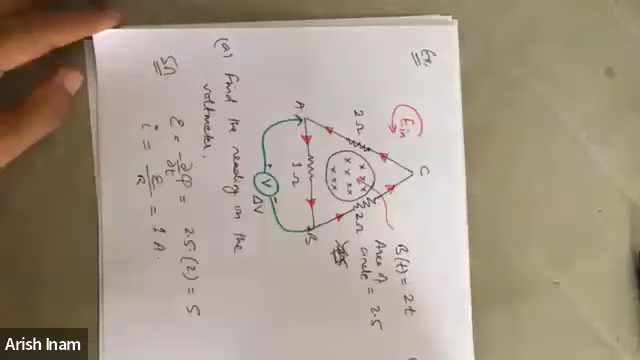 Ex.
C
E_in
2Ω
2Ω
B(t) = 2t
Area of
circle = 2.5
x x x x
x x x x
x x x
A
1Ω
B
+
V
-
ΔV
(a) Find the reading on the
voltmeter.
Sol
ε = ∂φ/∂t = 2.5(2) = 5
i = ε/R = 1 A.
Arish Inam